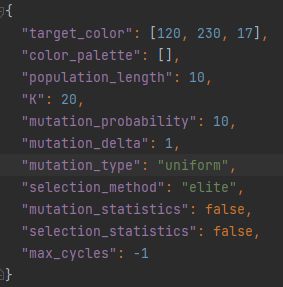 {
"target_color": [120, 230, 17],
"color_palette": [],
"population_length": 10,
"K": 20,
"mutation_probability": 10,
"mutation_delta": 1,
"mutation_type": "uniform",
"selection_method": "elite",
"mutation_statistics": false,
"selection_statistics": false,
"max_cycles": -1
}